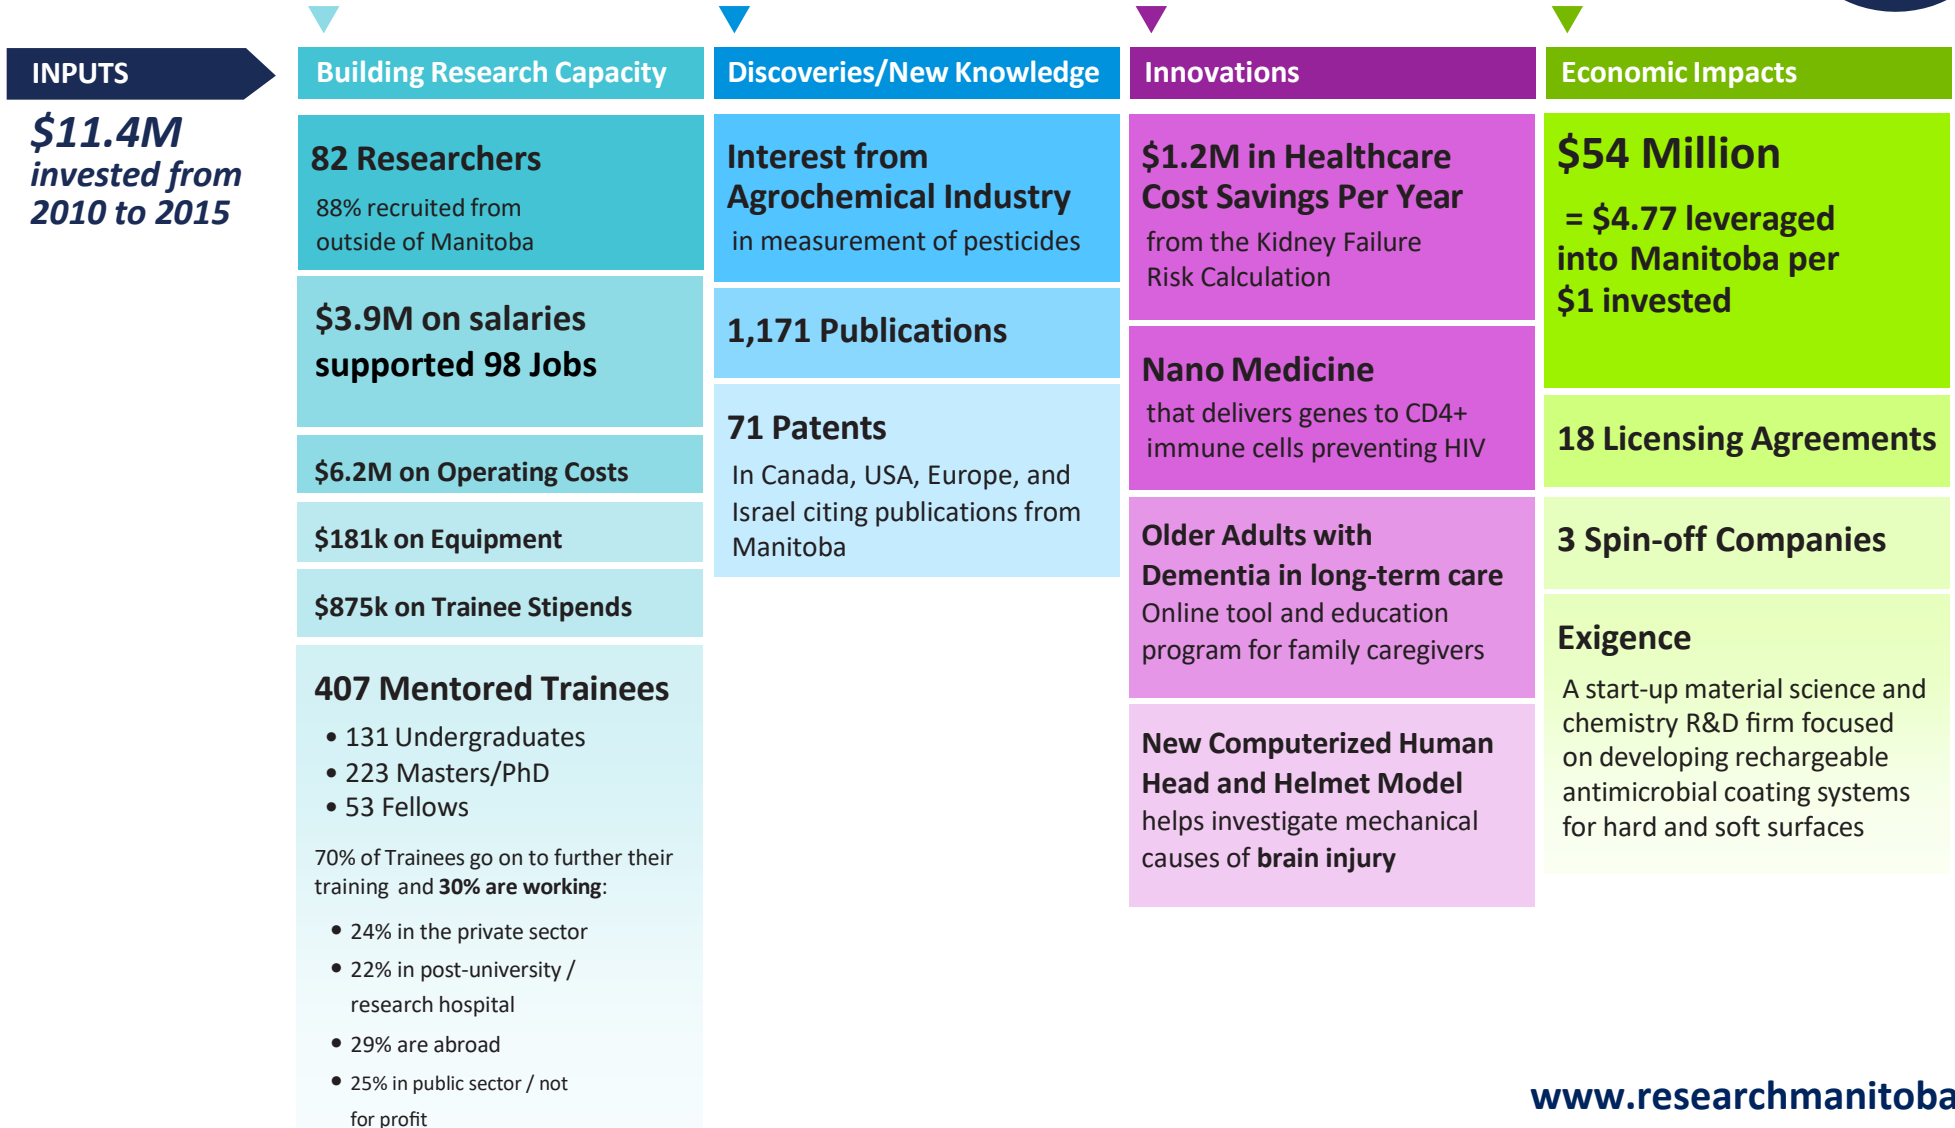 INPUTS
$11.4M
invested from
2010 to 2015
Building Research Capacity
82 Researchers
88% recruited from
outside of Manitoba
$3.9M on salaries
supported 98 Jobs
$6.2M on Operating Costs
$181k on Equipment
$875k on Trainee Stipends
407 Mentored Trainees
• 131 Undergraduates
• 223 Masters/PhD
• 53 Fellows
70% of Trainees go on to further their
training and 30% are working:
• 24% in the private sector
• 22% in post-university /
research hospital
• 29% are abroad
• 25% in public sector / not
for profit
Discoveries/New Knowledge
Interest from
Agrochemical Industry
in measurement of pesticides
1,171 Publications
71 Patents
In Canada, USA, Europe, and
Israel citing publications from
Manitoba
Innovations
$1.2M in Healthcare
Cost Savings Per Year
from the Kidney Failure
Risk Calculation
Nano Medicine
that delivers genes to CD4+
immune cells preventing HIV
Older Adults with
Dementia in long-term care
Online tool and education
program for family caregivers
New Computerized Human
Head and Helmet Model
helps investigate mechanical
causes of brain injury
Economic Impacts
$54 Million
= $4.77 leveraged
into Manitoba per
$1 invested
18 Licensing Agreements
3 Spin-off Companies
Exigence
A start-up material science and
chemistry R&D firm focused
on developing rechargeable
antimicrobial coating systems
for hard and soft surfaces
www.researchmanitoba